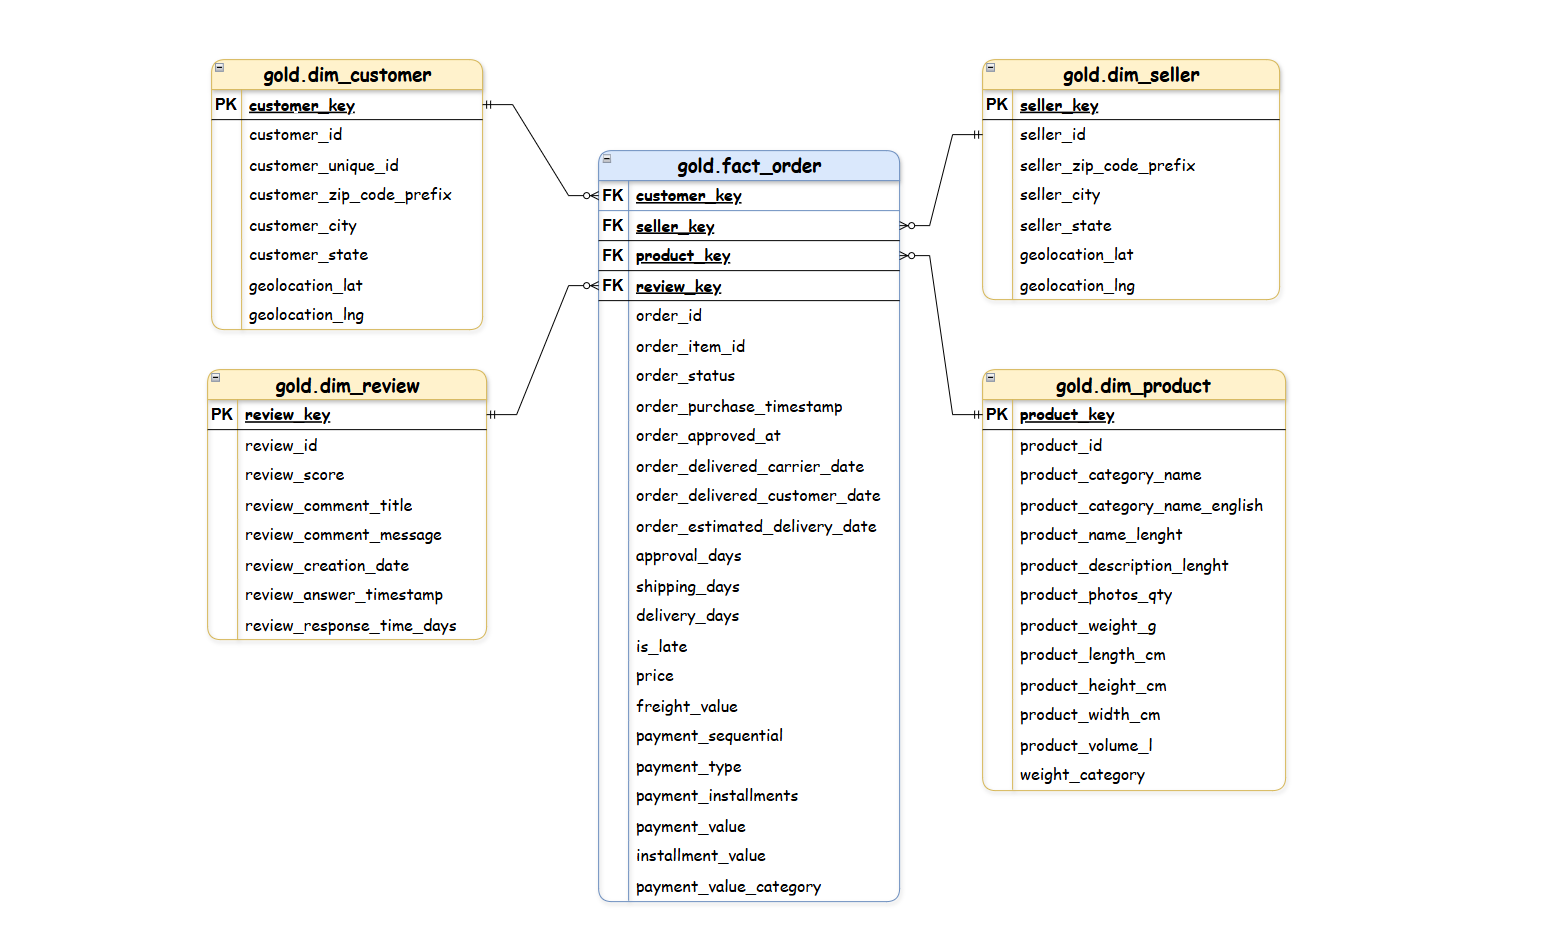 gold.dim_customer
PK customer_key
customer_id
customer_unique_id
customer_zip_code_prefix
customer_city
customer_state
geolocation_lat
geolocation_lng
gold.dim_review
PK review_key
review_id
review_score
review_comment_title
review_comment_message
review_creation_date
review_answer_timestamp
review_response_time_days
gold.fact_order
FK customer_key
FK seller_key
FK product_key
FK review_key
order_id
order_item_id
order_status
order_purchase_timestamp
order_approved_at
order_delivered_carrier_date
order_delivered_customer_date
order_estimated_delivery_date
approval_days
shipping_days
delivery_days
is_late
price
freight_value
payment_sequential
payment_type
payment_installments
payment_value
installment_value
payment_value_category
gold.dim_seller
PK seller_key
seller_id
seller_zip_code_prefix
seller_city
seller_state
geolocation_lat
geolocation_lng
gold.dim_product
PK product_key
product_id
product_category_name
product_category_name_english
product_name_lenght
product_description_lenght
product_photos_qty
product_weight_g
product_length_cm
product_height_cm
product_width_cm
product_volume_l
weight_category